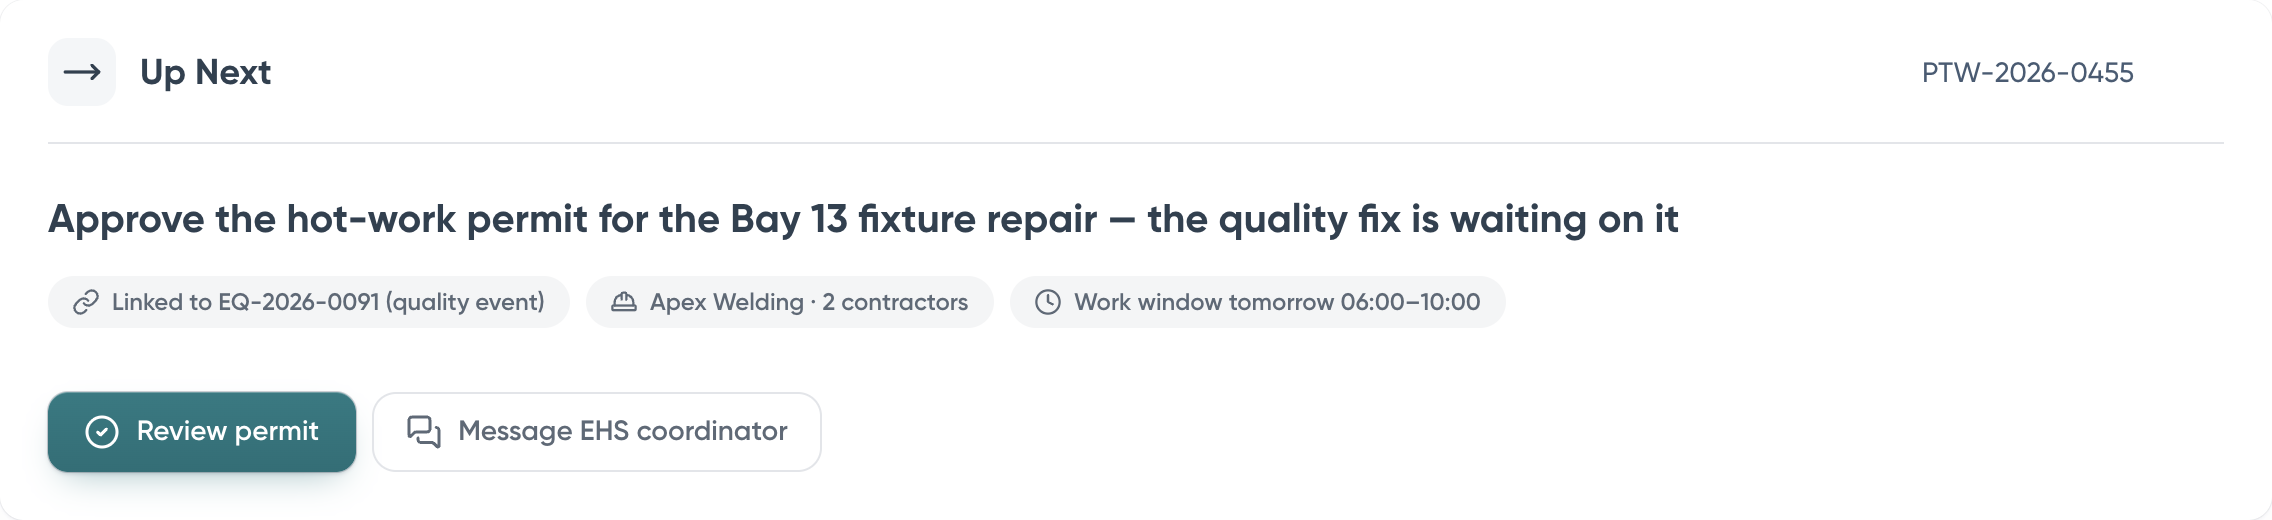 Up Next
PTW-2026-0455
Approve the hot-work permit for the Bay 13 fixture repair — the quality fix is waiting on it
Linked to EQ-2026-0091 (quality event)
Apex Welding · 2 contractors
Work window tomorrow 06:00–10:00
Review permit
Message EHS coordinator